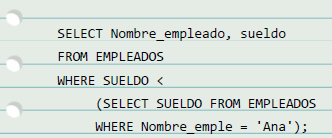 SELECT Nombre_empleado, sueldo
FROM EMPLEADOS
WHERE SUELDO <
(SELECT SUELDO FROM EMPLEADOS
WHERE Nombre_emple = 'Ana');